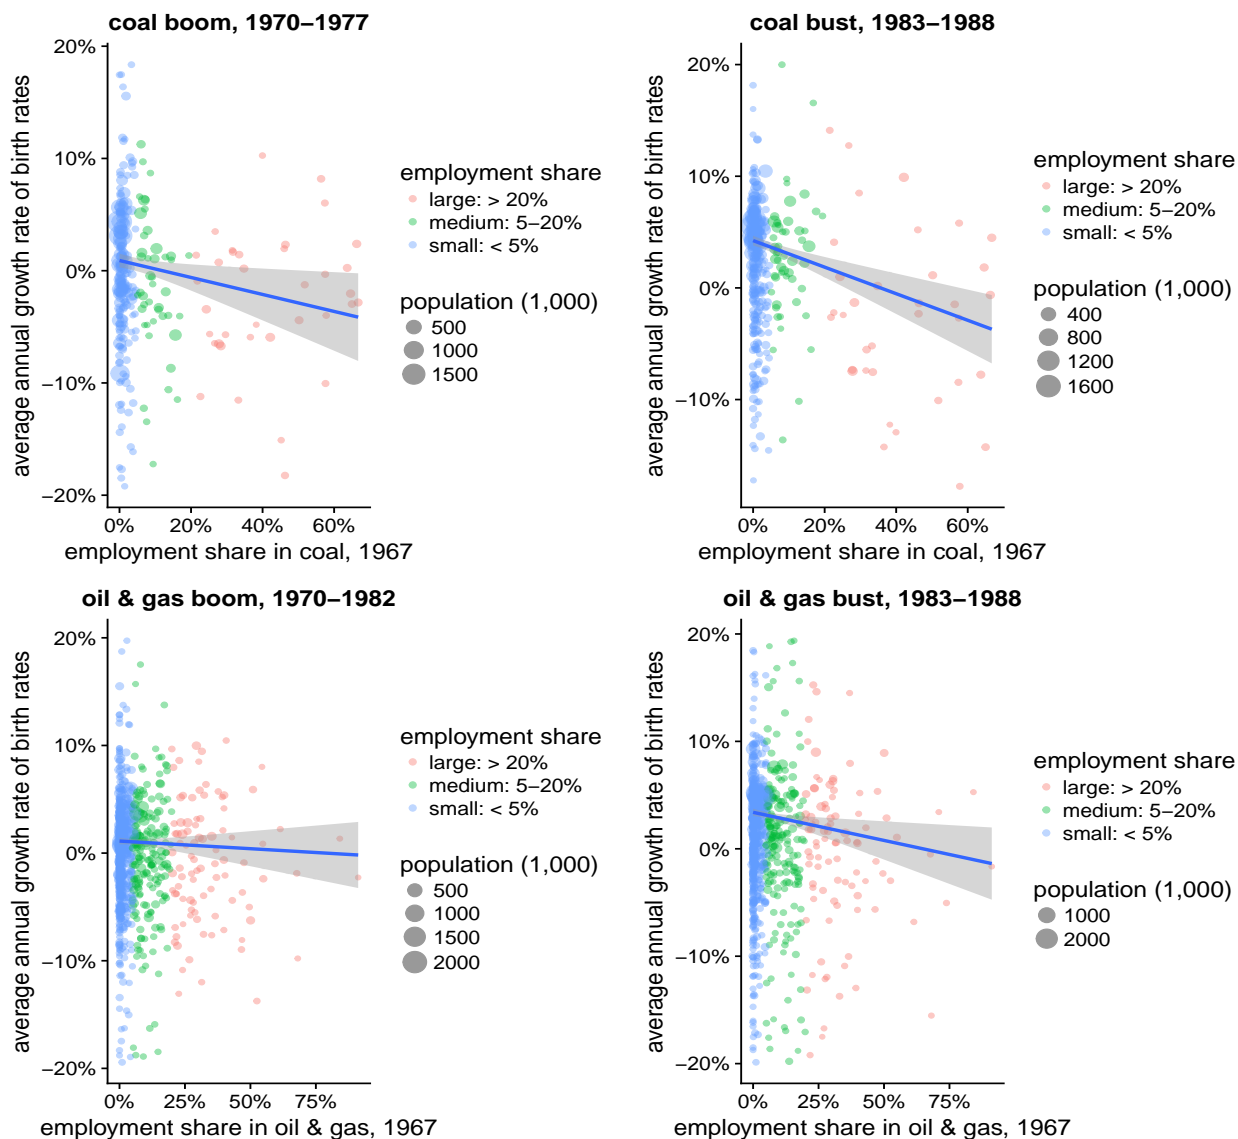 coal boom, 1970–1977
average annual growth rate of birth rates
20%
10%
0%
−10%
−20%
0%
20%
40%
60%
employment share in coal, 1967
employment share
large: > 20%
medium: 5–20%
small: < 5%
population (1,000)
500
1000
1500
coal bust, 1983–1988
average annual growth rate of birth rates
20%
10%
0%
−10%
0%
20%
40%
60%
employment share in coal, 1967
employment share
large: > 20%
medium: 5–20%
small: < 5%
population (1,000)
400
800
1200
1600
oil & gas boom, 1970–1982
average annual growth rate of birth rates
20%
10%
0%
−10%
−20%
0%
25%
50%
75%
employment share in oil & gas, 1967
employment share
large: > 20%
medium: 5–20%
small: < 5%
population (1,000)
500
1000
1500
2000
oil & gas bust, 1983–1988
average annual growth rate of birth rates
20%
10%
0%
−10%
−20%
0%
25%
50%
75%
employment share in oil & gas, 1967
employment share
large: > 20%
medium: 5–20%
small: < 5%
population (1,000)
1000
2000